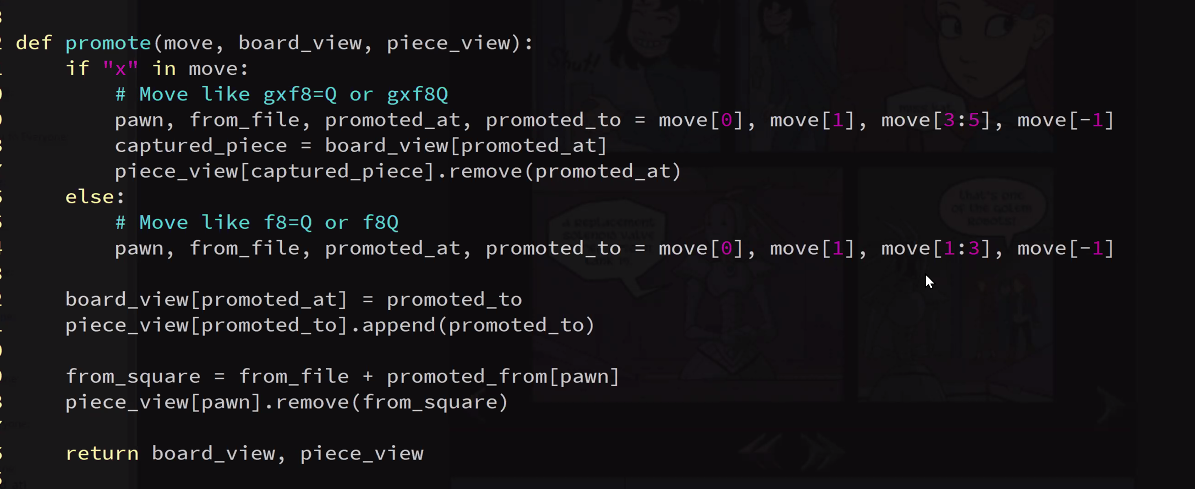 def promote(move, board_view, piece_view):
    if "x" in move:
        # Move like gxf8=Q or gxf8Q
        pawn, from_file, promoted_at, promoted_to = move[0], move[1], move[3:5], move[-1]
        captured_piece = board_view[promoted_at]
        piece_view[captured_piece].remove(promoted_at)
    else:
        # Move like f8=Q or f8Q
        pawn, from_file, promoted_at, promoted_to = move[0], move[1], move[1:3], move[-1]
    board_view[promoted_at] = promoted_to
    piece_view[promoted_to].append(promoted_to)
    from_square = from_file + promoted_from[pawn]
    piece_view[pawn].remove(from_square)
    return board_view, piece_view